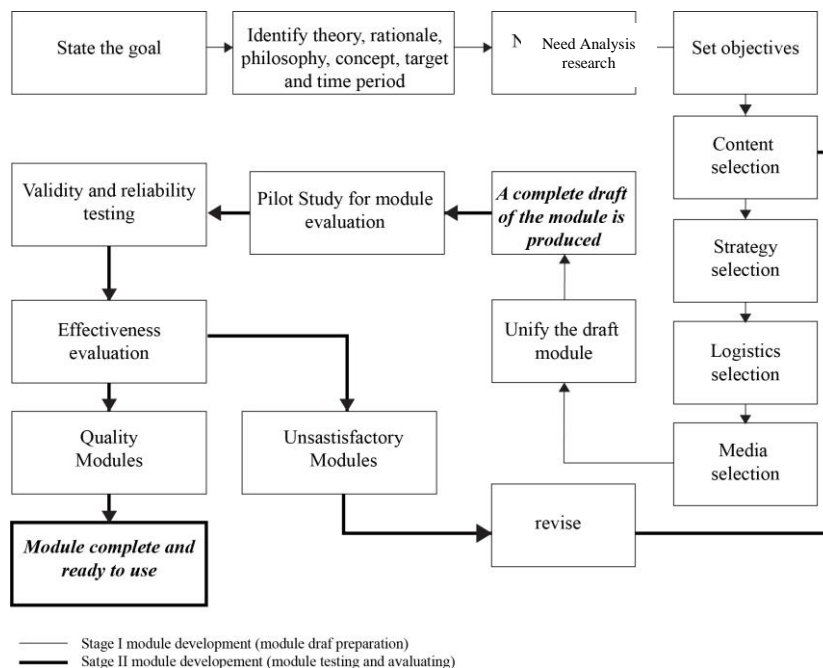 State the goal
Identify theory, rationale,
philosophy, concept, target
and time period
Need Analysis
research
Set objectives
Content
selection
Strategy
selection
Logistics
selection
Media
selection
Unify the draft
module
A complete draft
of the module is
produced
Pilot Study for module
evaluation
Validity and reliability
testing
Effectiveness
evaluation
Quality
Modules
Unsastisfactory
Modules
revise
Module complete and
ready to use
Stage I module development (module draf preparation)
Satge II module developement (module testing and avaluating)